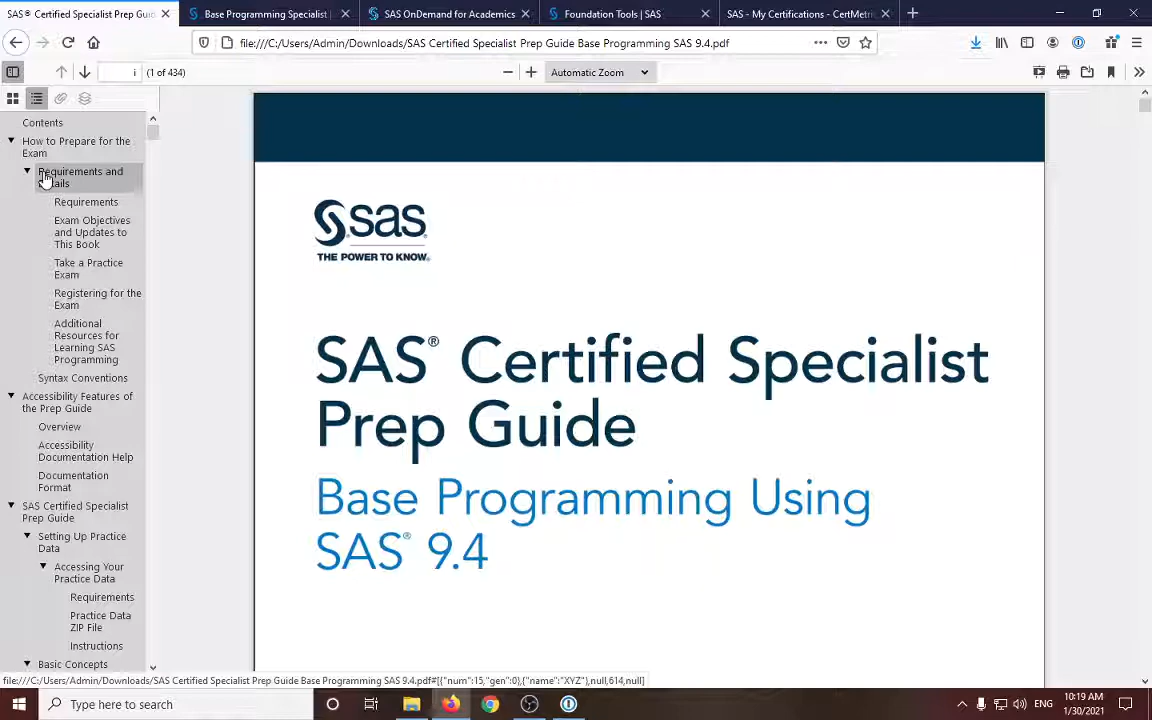 SAS® Certified Specialist Prep Guid
Base Programming Specialist |
SAS OnDemand for Academics
Foundation Tools | SAS
SAS - My Certifications - CertMetri
file:///C:/Users/Admin/Downloads/SAS Certified Specialist Prep Guide Base Programming SAS 9.4.pdf
i
(1 of 434)
Automatic Zoom
Contents
How to Prepare for the
Exam
Requirements and
Details
Requirements
Exam Objectives
and Updates to
This Book
Take a Practice
Exam
Registering for the
Exam
Additional
Resources for
Learning SAS
Programming
Syntax Conventions
Accessibility Features of
the Prep Guide
Overview
Accessibility
Documentation Help
Documentation
Format
SAS Certified Specialist
Prep Guide
Setting Up Practice
Data
Accessing Your
Practice Data
Requirements
Practice Data
ZIP File
Instructions
Basic Concepts
sas®
THE POWER TO KNOW®
SAS® Certified Specialist
Prep Guide
Base Programming Using
SAS® 9.4
file:///C:/Users/Admin/Downloads/SAS Certified Specialist Prep Guide Base Programming SAS 9.4.pdf#[{"num":15,"gen":0},{"name":"XYZ"},null,614,null]
Type here to search
ENG
10:19 AM
1/30/2021